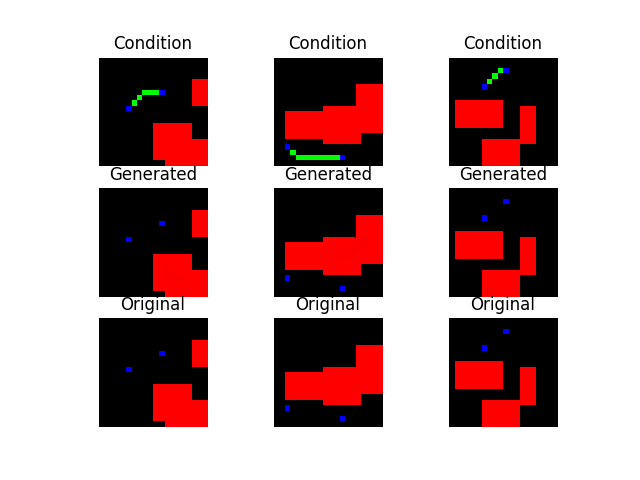 Condition Condition Condition
Generated Generated Generated
Original Original Original